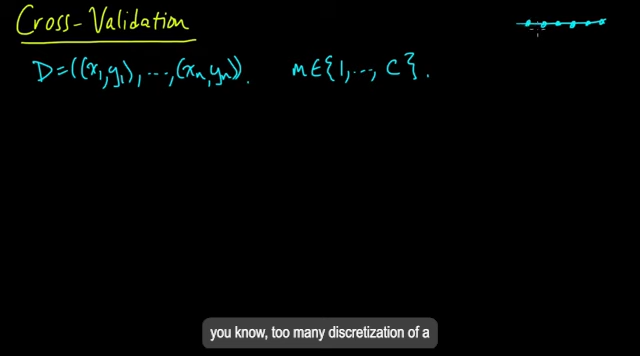 Cross-Validation
D=((x₁,y₁),...,(xₙ,yₙ)). m∈{1,...,C}.
you know, too many discretization of a